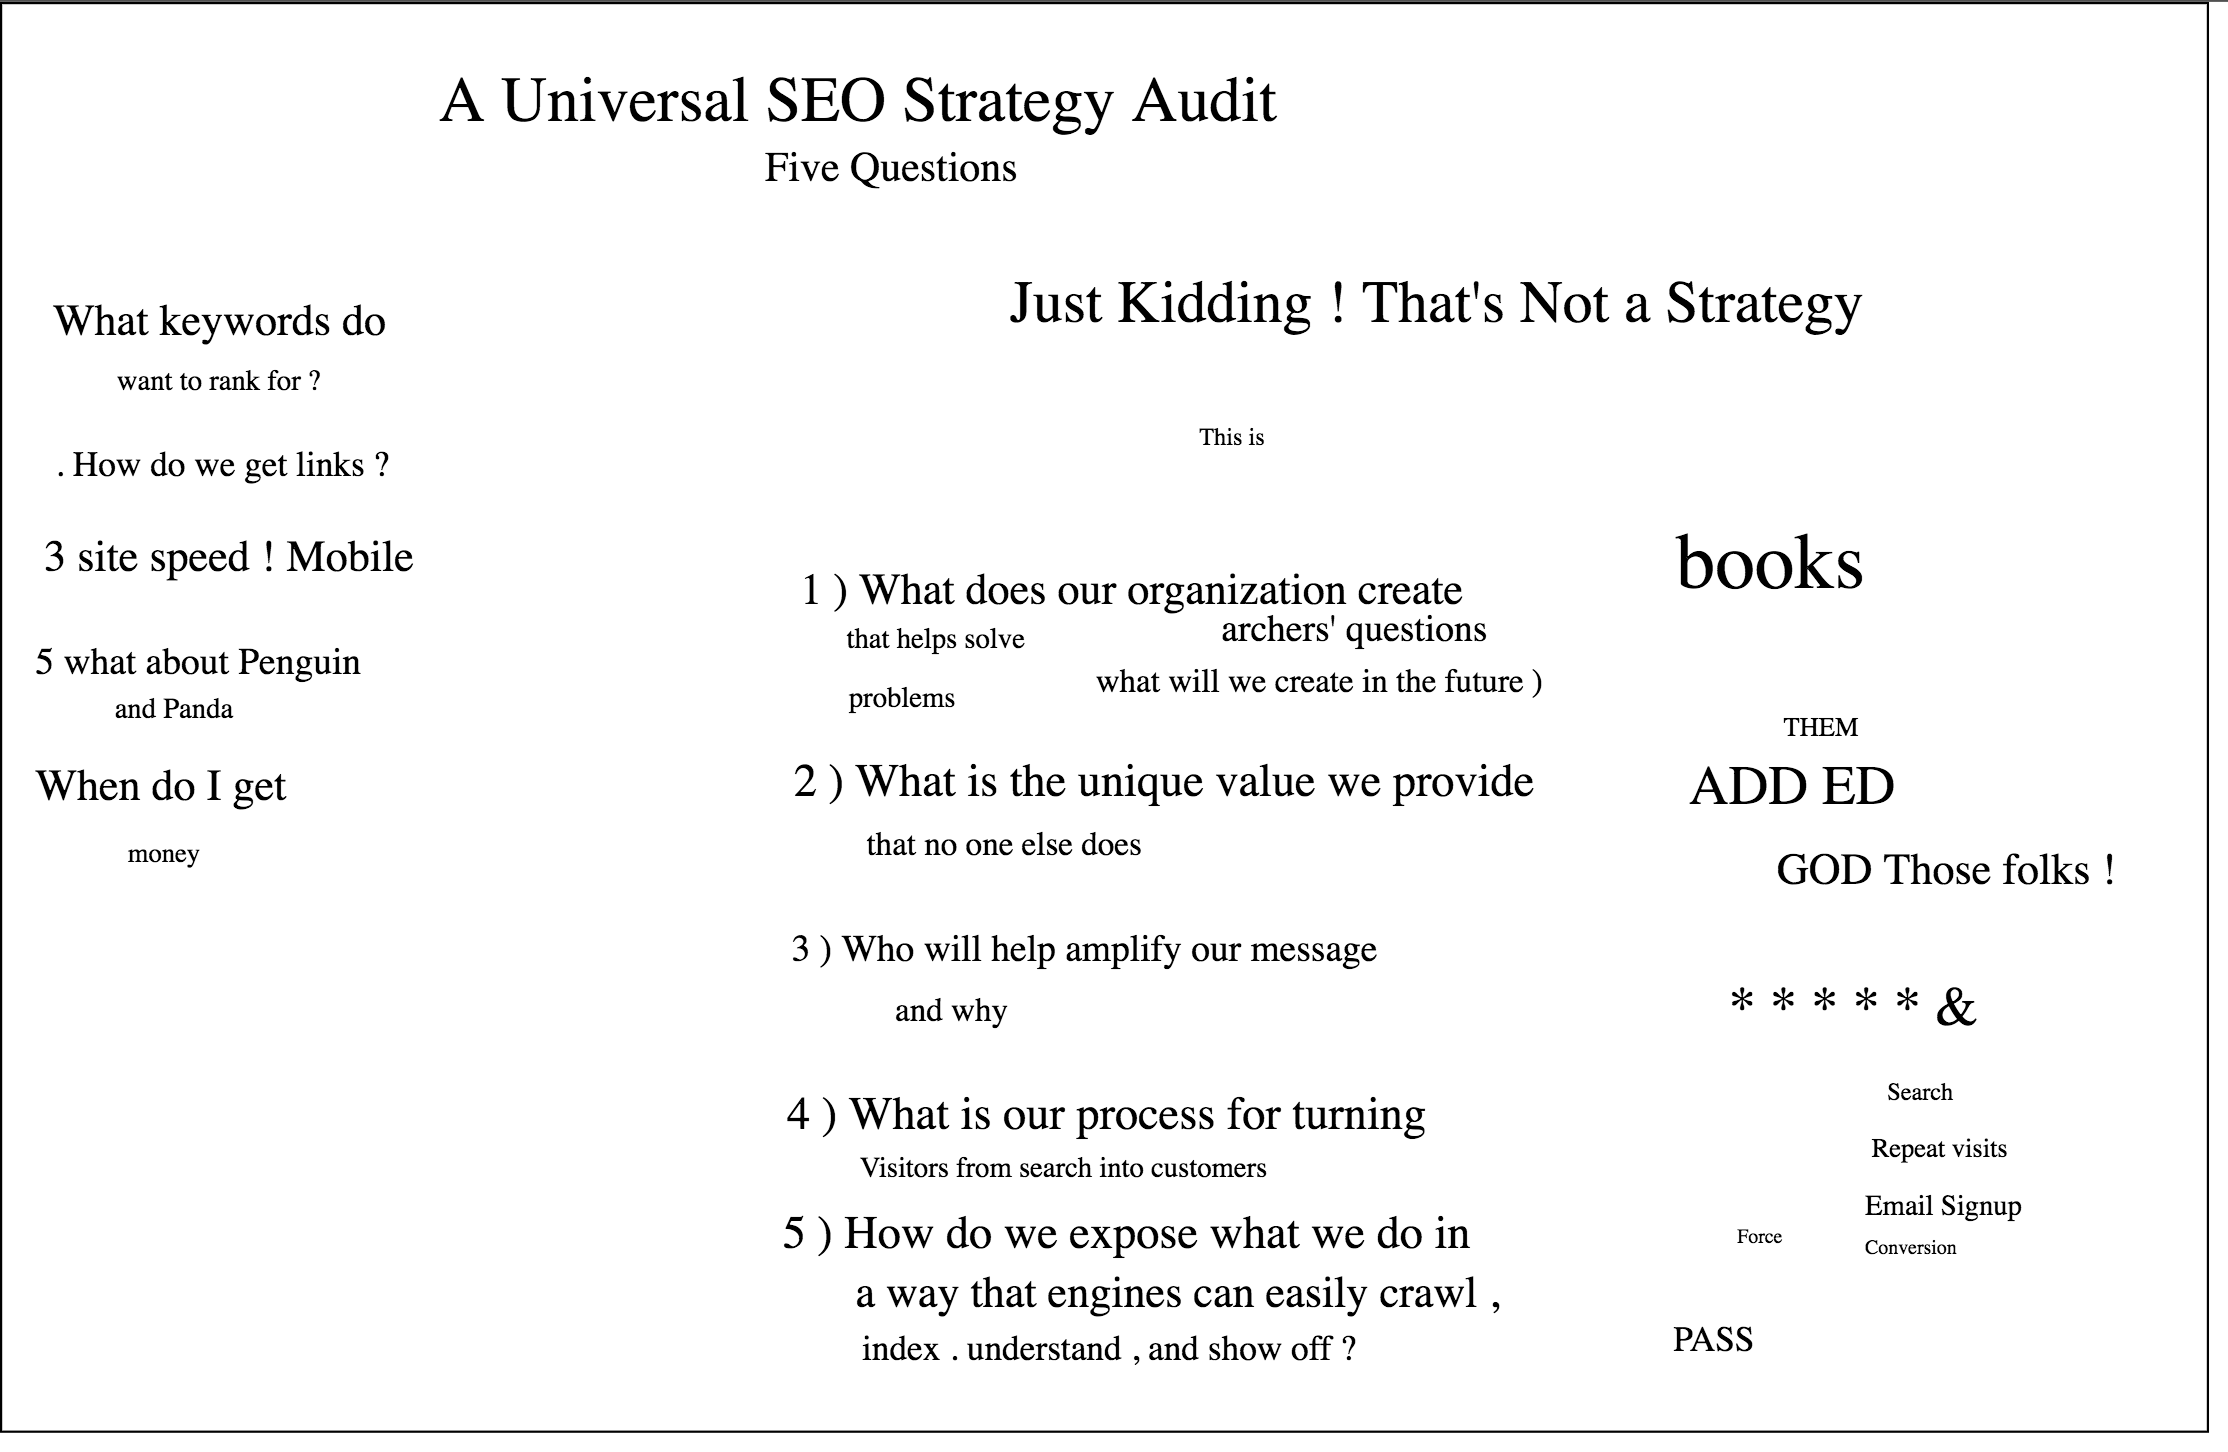 A Universal SEO Strategy Audit
Five Questions
What keywords do
want to rank for ?
. How do we get links ?
3 site speed ! Mobile
5 what about Penguin
and Panda
When do I get
money
Just Kidding ! That's Not a Strategy
This is
1 ) What does our organization create
that helps solve
archers' questions
problems
what will we create in the future )
2 ) What is the unique value we provide
that no one else does
3 ) Who will help amplify our message
and why
4 ) What is our process for turning
Visitors from search into customers
5 ) How do we expose what we do in
a way that engines can easily crawl ,
index . understand , and show off ?
books
THEM
ADD ED
GOD Those folks !
* * * * * &
Search
Repeat visits
Email Signup
Force
Conversion
PASS